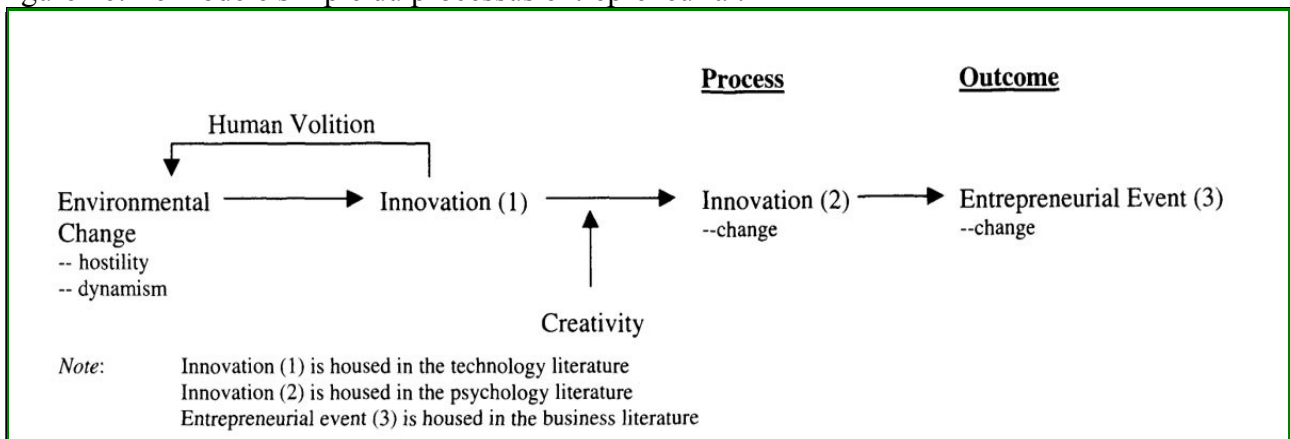 Process Outcome
Human Volition
Environmental Innovation (1) Innovation (2) Entrepreneurial Event (3)
Change --change --change
-- hostility
-- dynamism
Creativity
Note: Innovation (1) is housed in the technology literature
Innovation (2) is housed in the psychology literature
Entrepreneurial event (3) is housed in the business literature